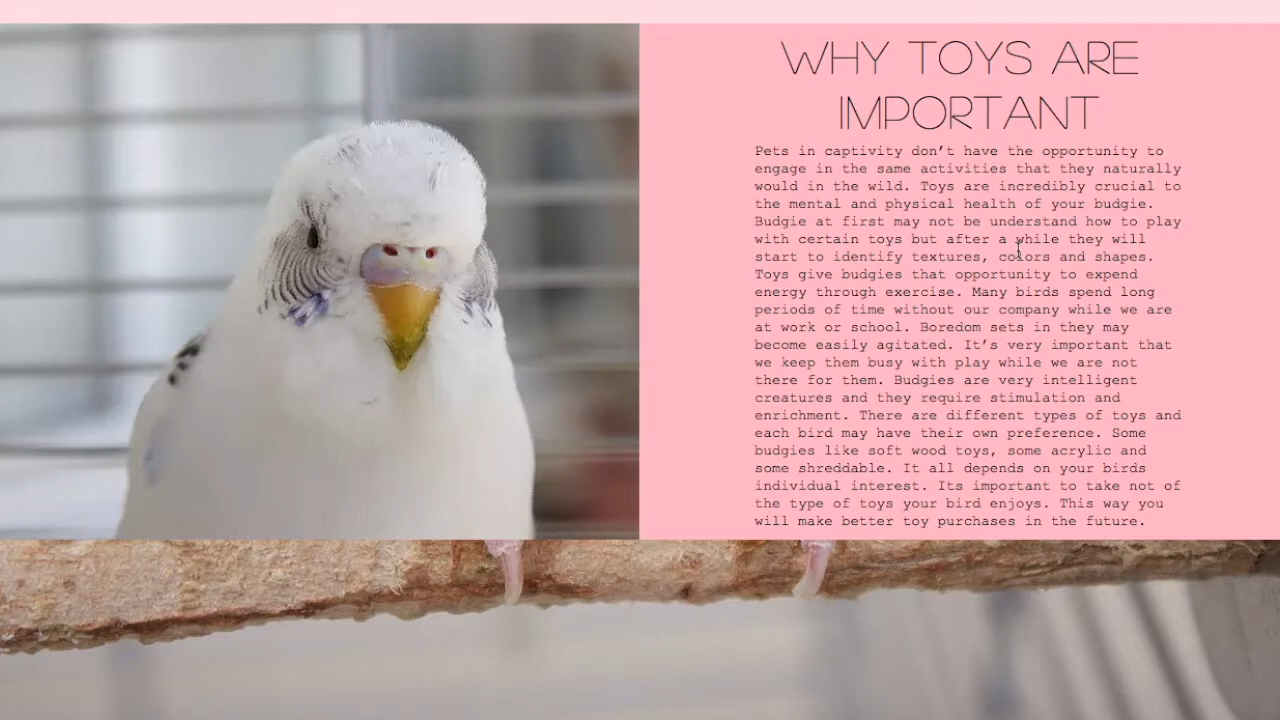 WHY TOYS ARE
IMPORTANT
Pets in captivity don't have the opportunity to
engage in the same activities that they naturally
would in the wild. Toys are incredibly crucial to
the mental and physical health of your budgie.
Budgie at first may not be understand how to play
with certain toys but after a while they will
start to identify textures, colors and shapes.
Toys give budgies that opportunity to expend
energy through exercise. Many birds spend long
periods of time without our company while we are
at work or school. Boredom sets in they may
become easily agitated. It's very important that
we keep them busy with play while we are not
there for them. Budgies are very intelligent
creatures and they require stimulation and
enrichment. There are different types of toys and
each bird may have their own preference. Some
budgies like soft wood toys, some acrylic and
some shreddable. It all depends on your birds
individual interest. Its important to take not of
the type of toys your bird enjoys. This way you
will make better toy purchases in the future.